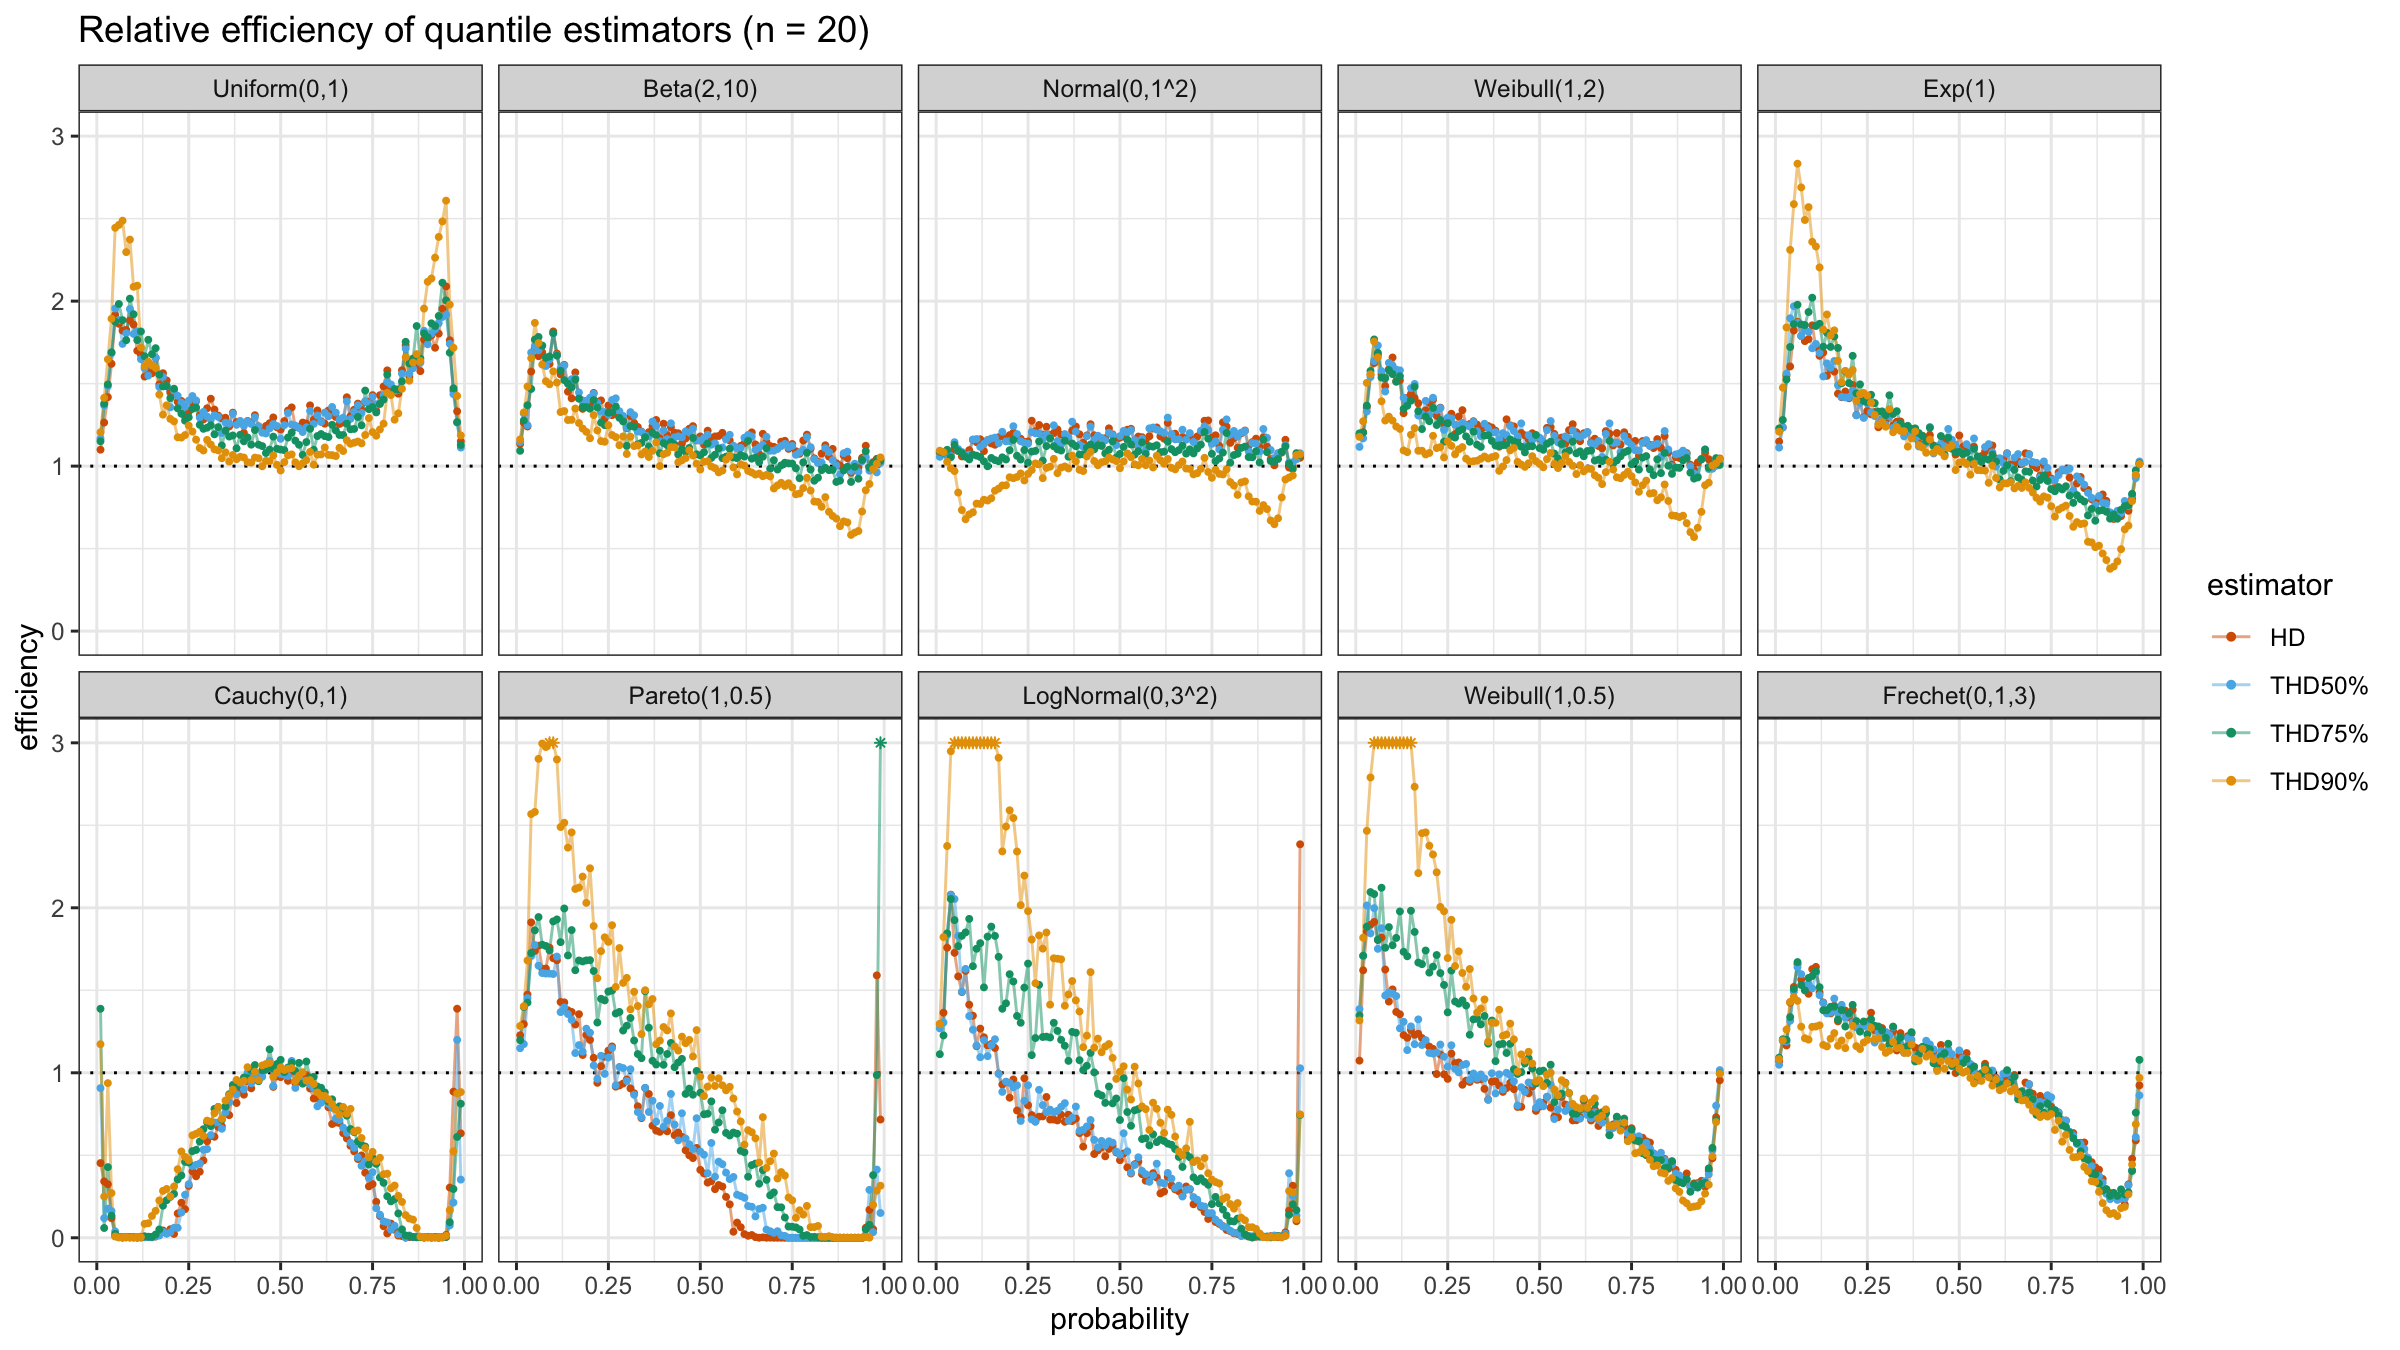 Relative efficiency of quantile estimators (n = 20)
Uniform(0,1)
Beta(2,10)
Normal(0,1^2)
Weibull(1,2)
Exp(1)
3
2
1
0
efficiency
Cauchy(0,1)
Pareto(1,0.5)
LogNormal(0,3^2)
Weibull(1,0.5)
Frechet(0,1,3)
3
2
1
0
0.00 0.25 0.50 0.75 1.00
0.00 0.25 0.50 0.75 1.00
0.00 0.25 0.50 0.75 1.00
0.00 0.25 0.50 0.75 1.00
0.00 0.25 0.50 0.75 1.00
probability
estimator
HD
THD50%
THD75%
THD90%